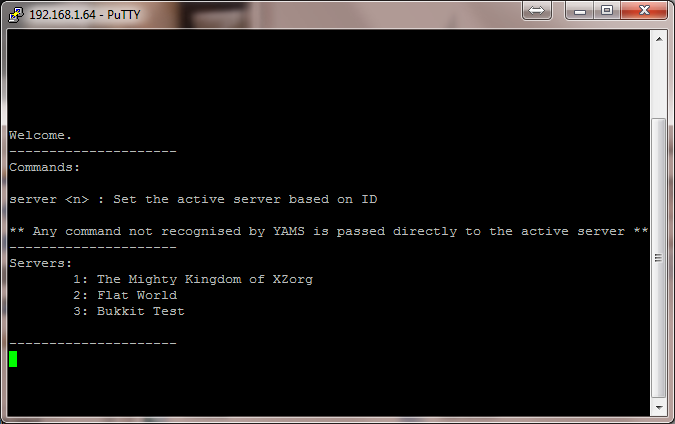 192.168.1.64 - PuTTY
Welcome.
---------------------
Commands:
server <n> : Set the active server based on ID
** Any command not recognised by YAMS is passed directly to the active server **
---------------------
Servers:
1: The Mighty Kingdom of XZorg
2: Flat World
3: Bukkit Test
---------------------